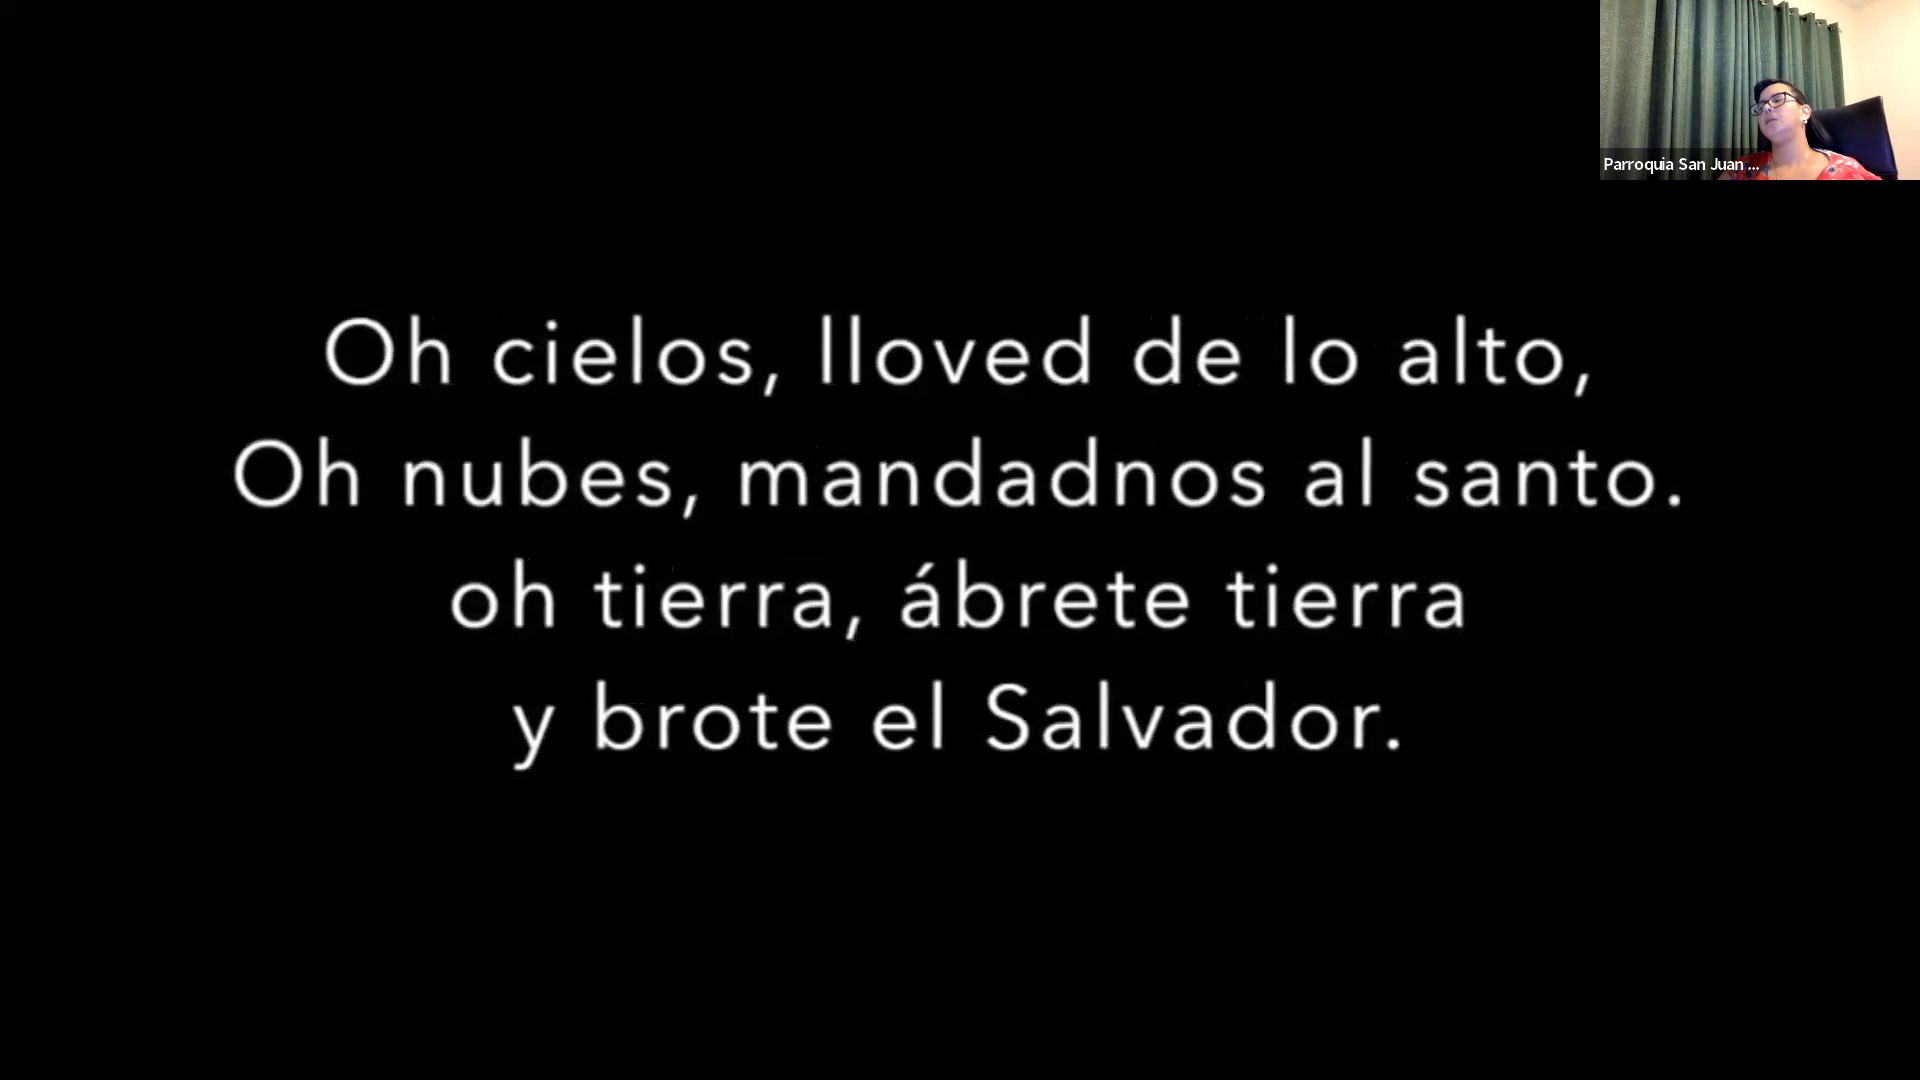 Parroquia San Juan ...
Oh cielos, lloved de lo alto,
Oh nubes, mandadnos al santo.
oh tierra, ábrete tierra
y brote el Salvador.